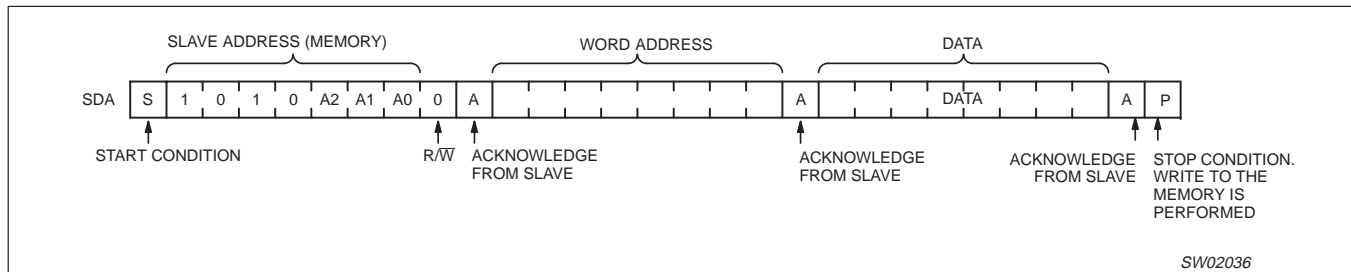 SLAVE ADDRESS (MEMORY) WORD ADDRESS DATA
SDA S 1 0 1 0 A2 A1 A0 0 A A DATA A P
START CONDITION R/W̅ ACKNOWLEDGE FROM SLAVE ACKNOWLEDGE FROM SLAVE ACKNOWLEDGE FROM SLAVE STOP CONDITION.
WRITE TO THE
MEMORY IS
PERFORMED
SW02036